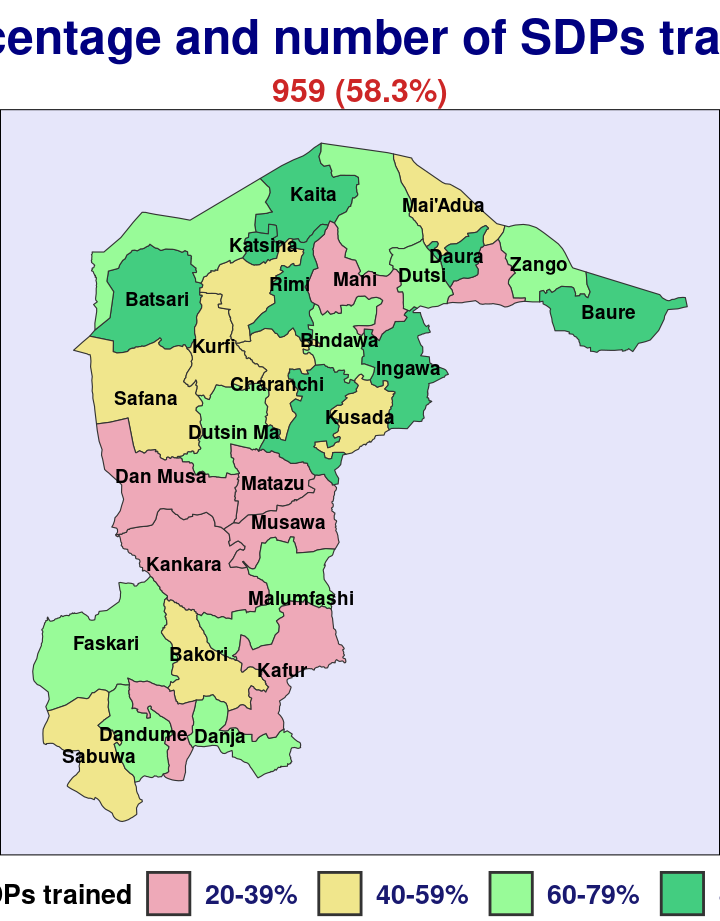 centage and number of SDPs tra
959 (58.3%)
Kaita
Mai'Adua
Katsina
Daura
Zango
Dutsi
Mani
Rimi
Batsari
Baure
Bindawa
Kurfi
Ingawa
Charanchi
Safana
Kusada
Dutsin Ma
Dan Musa
Matazu
Musawa
Kankara
Malumfashi
Faskari
Bakori
Kafur
Dandume
Danja
Sabuwa
DPs trained 20-39% 40-59% 60-79%